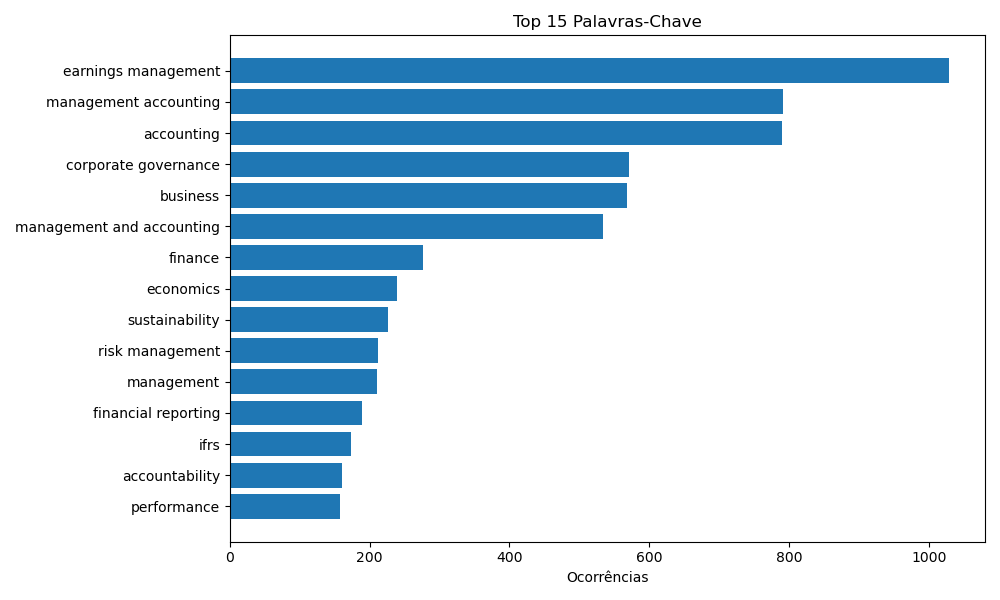 Top 15 Palavras-Chave
earnings management
management accounting
accounting
corporate governance
business
management and accounting
finance
economics
sustainability
risk management
management
financial reporting
ifrs
accountability
performance
0 200 400 600 800 1000
Ocorrências